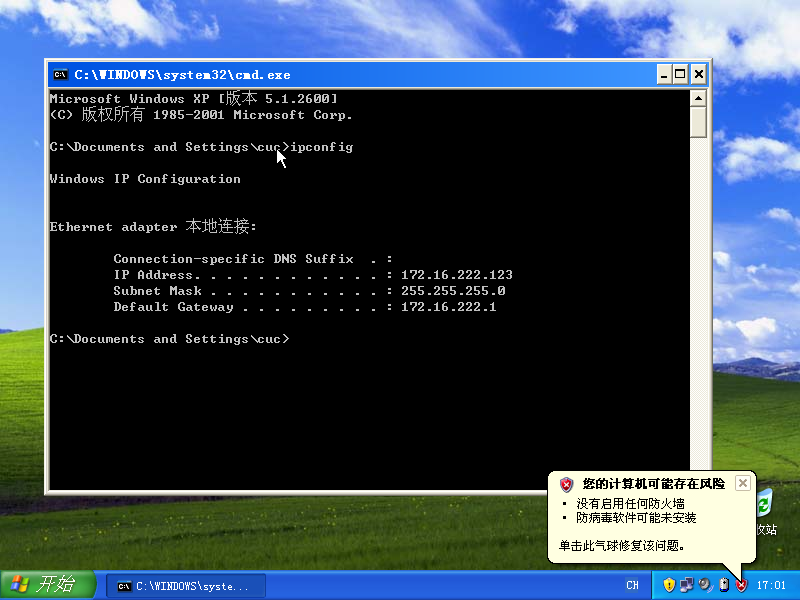 C:\WINDOWS\system32\cmd.exe
Microsoft Windows XP [版本 5.1.2600]
(C) 版权所有 1985-2001 Microsoft Corp.
C:\Documents and Settings\cuc>ipconfig
Windows IP Configuration
Ethernet adapter 本地连接:
Connection-specific DNS Suffix  . :
IP Address. . . . . . . . . . . . : 172.16.222.123
Subnet Mask . . . . . . . . . . . : 255.255.255.0
Default Gateway . . . . . . . . . : 172.16.222.1
C:\Documents and Settings\cuc>
您的计算机可能存在风险
• 没有启用任何防火墙
• 防病毒软件可能未安装
单击此气球修复该问题。
收站
开始
C:\WINDOWS\syste...
CH
17:01